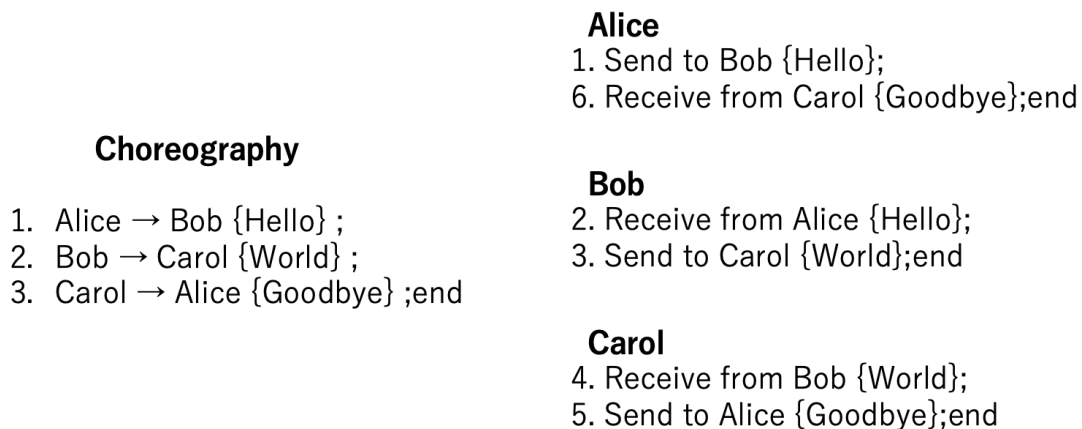 Choreography
1. Alice → Bob {Hello} ;
2. Bob → Carol {World} ;
3. Carol → Alice {Goodbye} ;end
Alice
1. Send to Bob {Hello};
6. Receive from Carol {Goodbye};end
Bob
2. Receive from Alice {Hello};
3. Send to Carol {World};end
Carol
4. Receive from Bob {World};
5. Send to Alice {Goodbye};end